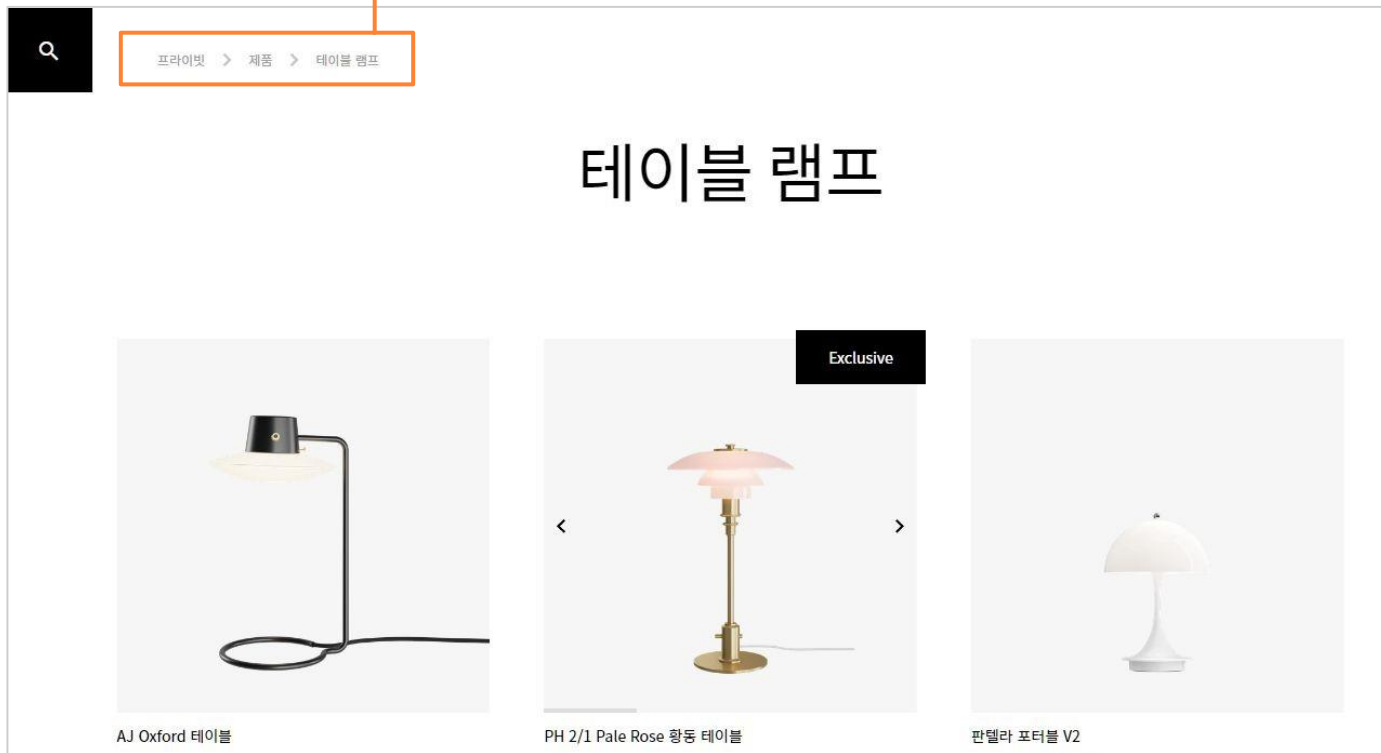 프라이빗 > 제품 > 테이블 램프
테이블 램프
Exclusive
AJ Oxford 테이블
PH 2/1 Pale Rose 황동 테이블
판텔라 포터블 V2